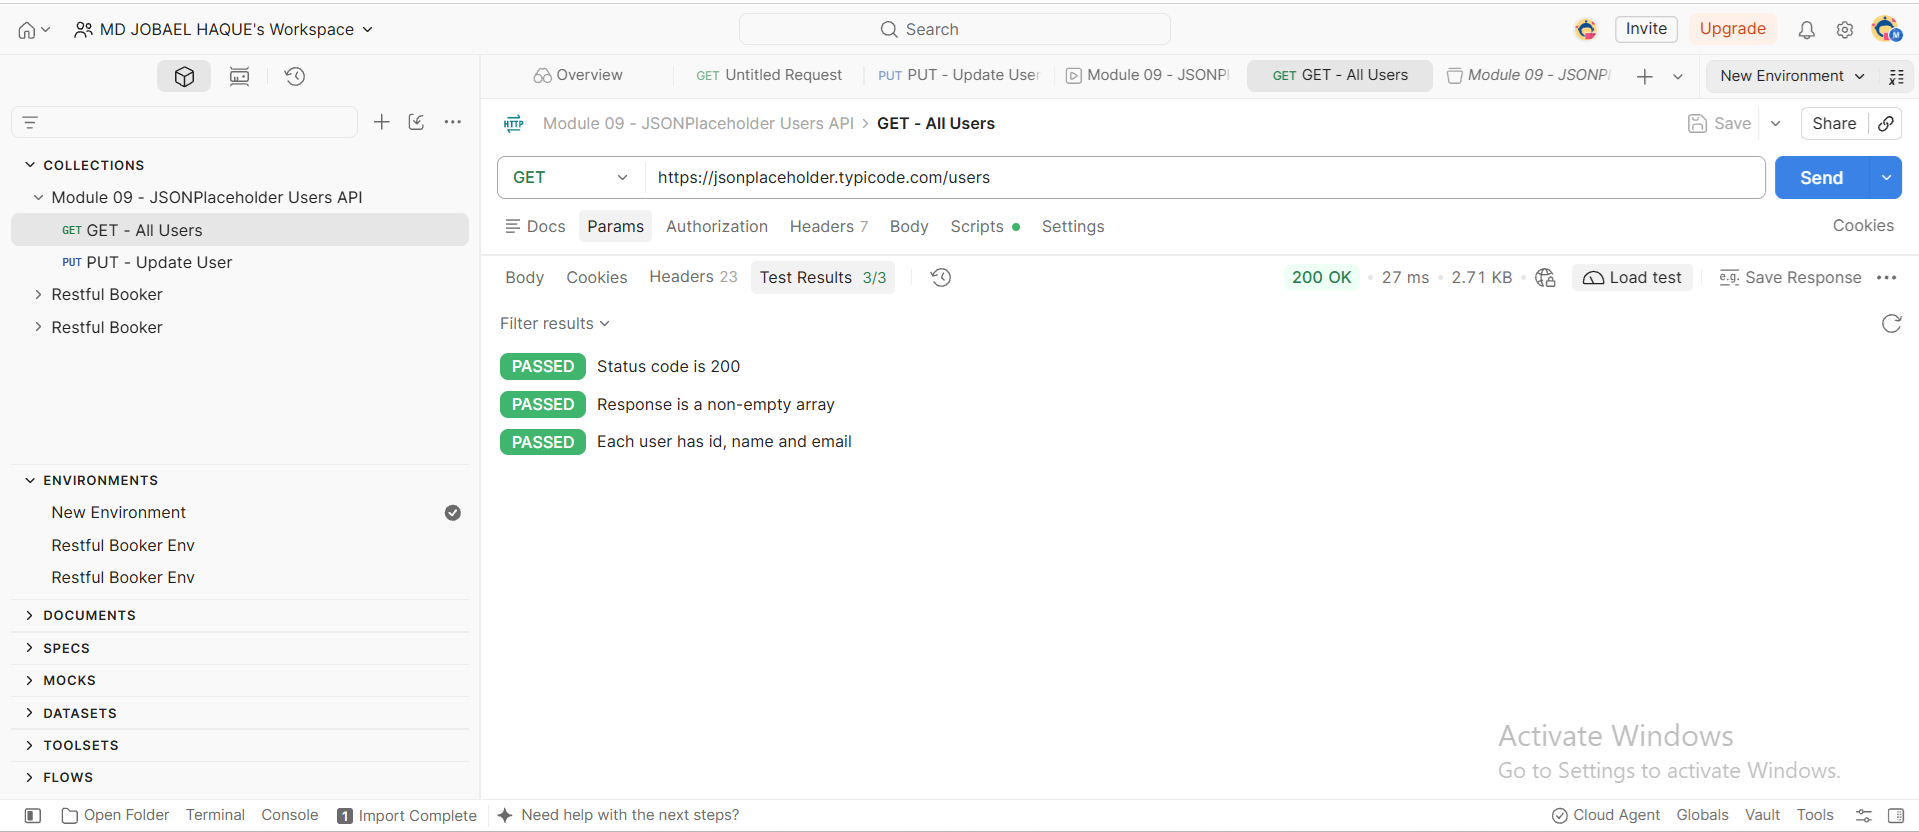 MD JOBAEL HAQUE's Workspace
Search
Invite
Upgrade
M
Overview
GET Untitled Request
PUT PUT - Update User
Module 09 - JSONPl
GET GET - All Users
Module 09 - JSONPl
New Environment
HTTP Module 09 - JSONPlaceholder Users API > GET - All Users
Save
Share
COLLECTIONS
Module 09 - JSONPlaceholder Users API
GET GET - All Users
PUT PUT - Update User
Restful Booker
Restful Booker
GET
https://jsonplaceholder.typicode.com/users
Send
Docs
Params
Authorization
Headers 7
Body
Scripts
Settings
Cookies
Body
Cookies
Headers 23
Test Results 3/3
200 OK
27 ms
2.71 KB
Load test
e.g. Save Response
Filter results
PASSED Status code is 200
PASSED Response is a non-empty array
PASSED Each user has id, name and email
ENVIRONMENTS
New Environment
Restful Booker Env
Restful Booker Env
DOCUMENTS
SPECS
MOCKS
DATASETS
TOOLSETS
FLOWS
Activate Windows
Go to Settings to activate Windows.
Open Folder
Terminal
Console
1 Import Complete
Need help with the next steps?
Cloud Agent
Globals
Vault
Tools